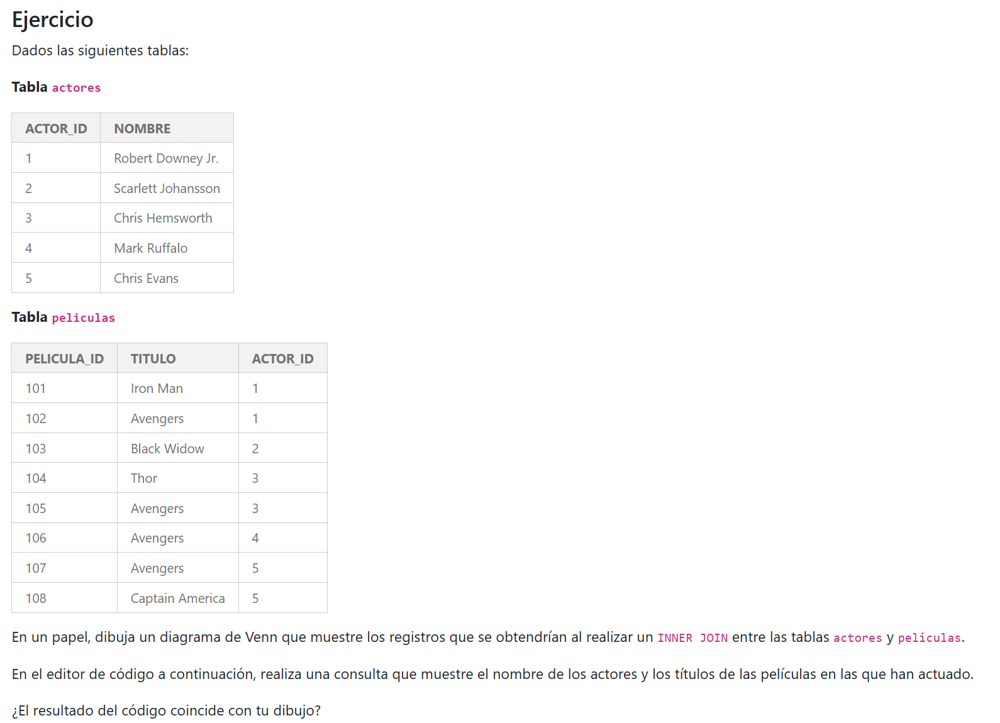 Ejercicio
Dados las siguientes tablas:
Tabla actores
ACTOR_ID NOMBRE
1 Robert Downey Jr.
2 Scarlett Johansson
3 Chris Hemsworth
4 Mark Ruffalo
5 Chris Evans
Tabla peliculas
PELICULA_ID TITULO ACTOR_ID
101 Iron Man 1
102 Avengers 1
103 Black Widow 2
104 Thor 3
105 Avengers 3
106 Avengers 4
107 Avengers 5
108 Captain America 5
En un papel, dibuja un diagrama de Venn que muestre los registros que se obtendrían al realizar un INNER JOIN entre las tablas actores y peliculas.
En el editor de código a continuación, realiza una consulta que muestre el nombre de los actores y los títulos de las películas en las que han actuado.
¿El resultado del código coincide con tu dibujo?